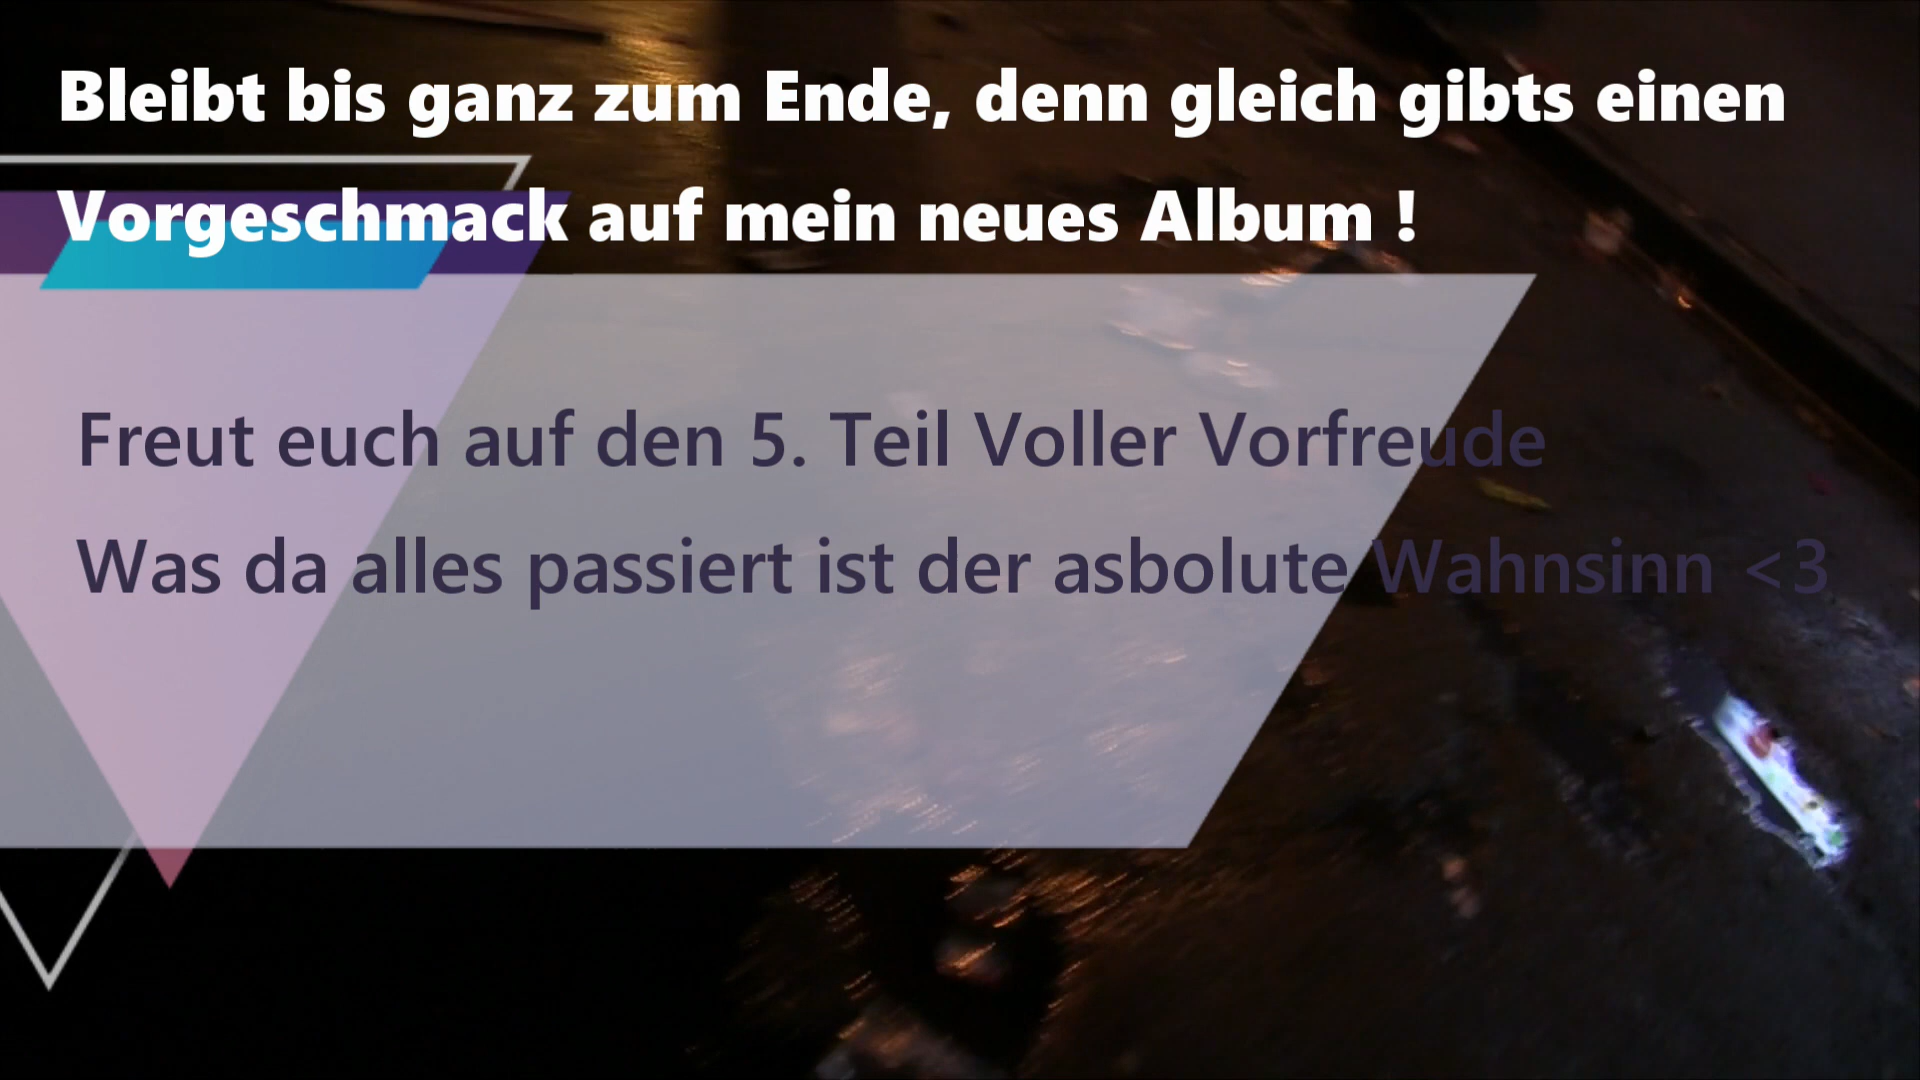 Bleibt bis ganz zum Ende, denn gleich gibts einen
Vorgeschmack auf mein neues Album !
Freut euch auf den 5. Teil Voller Vorfreude
Was da alles passiert ist der asbolute Wahnsinn <3